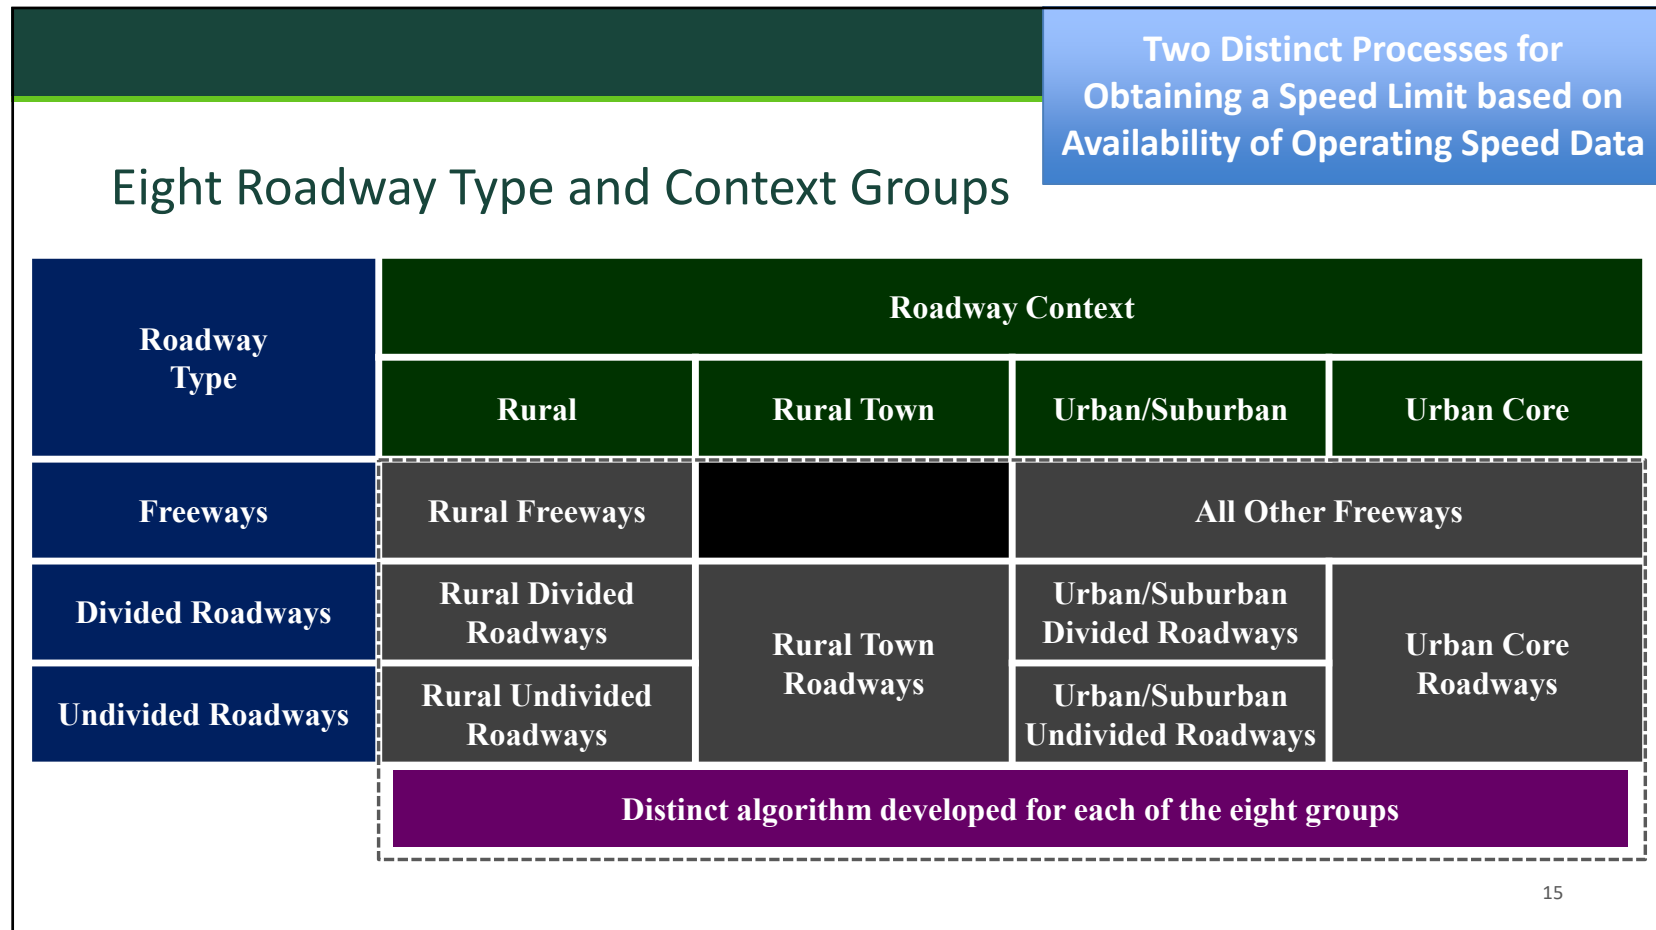 Two Distinct Processes for
Obtaining a Speed Limit based on
Availability of Operating Speed Data
Eight Roadway Type and Context Groups
Roadway
Type
Roadway Context
Rural
Rural Town
Urban/Suburban
Urban Core
Freeways
Rural Freeways
All Other Freeways
Divided Roadways
Rural Divided
Roadways
Rural Town
Roadways
Urban/Suburban
Divided Roadways
Urban Core
Roadways
Undivided Roadways
Rural Undivided
Roadways
Urban/Suburban
Undivided Roadways
Distinct algorithm developed for each of the eight groups
15